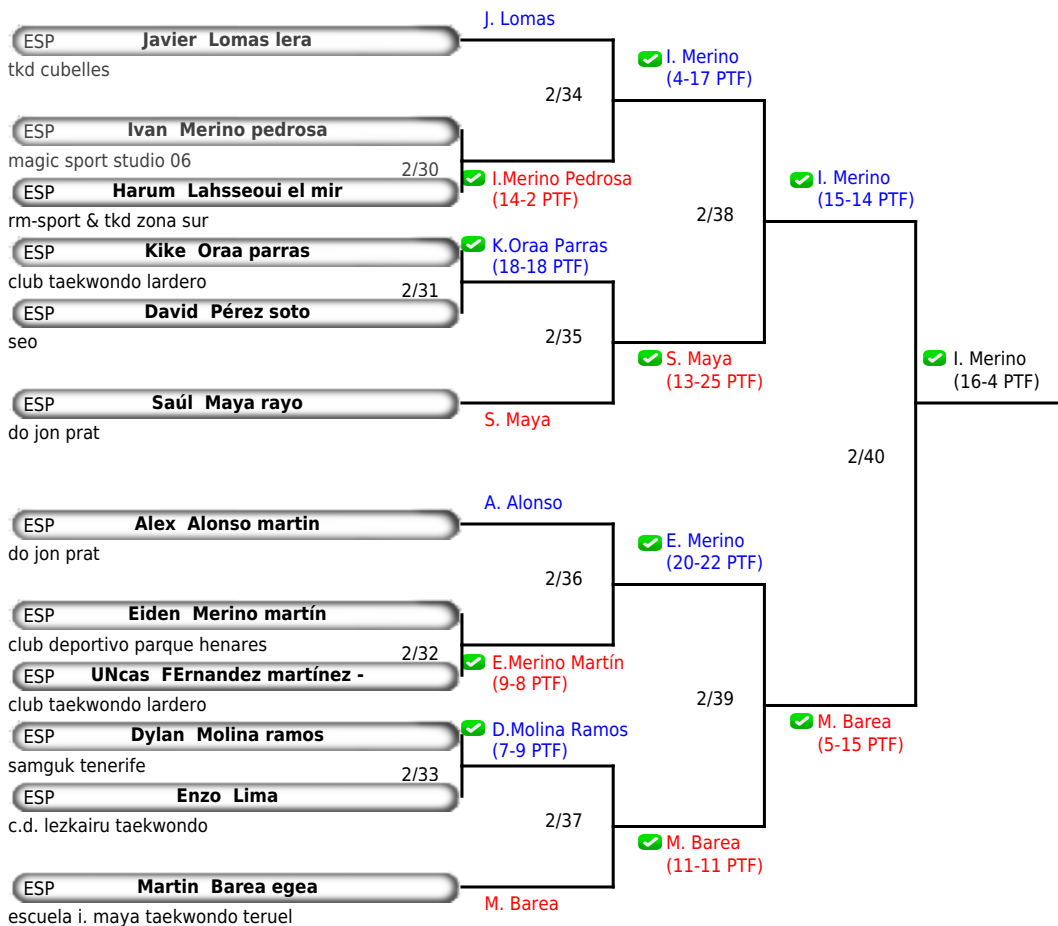 J. Lomas
ESP Javier Lomas lera
tkd cubelles
I. Merino
(4-17 PTF)
2/34
ESP Ivan Merino pedrosa
magic sport studio 06
2/30
I.Merino Pedrosa
(14-2 PTF)
ESP Harum Lahsseoui el mir
rm-sport & tkd zona sur
I. Merino
(15-14 PTF)
2/38
ESP Kike Oraa parras
K.Oraa Parras
(18-18 PTF)
club taekwondo lardero
2/31
ESP David Pérez soto
seo
2/35
S. Maya
(13-25 PTF)
I. Merino
(16-4 PTF)
ESP Saúl Maya rayo
S. Maya
do jon prat
2/40
A. Alonso
ESP Alex Alonso martin
do jon prat
E. Merino
(20-22 PTF)
2/36
ESP Eiden Merino martín
club deportivo parque henares
2/32
E.Merino Martín
(9-8 PTF)
ESP UNcas FErnandez martínez -
club taekwondo lardero
2/39
M. Barea
(5-15 PTF)
ESP Dylan Molina ramos
D.Molina Ramos
(7-9 PTF)
samguk tenerife
2/33
ESP Enzo Lima
c.d. lezkairu taekwondo
2/37
M. Barea
(11-11 PTF)
ESP Martin Barea egea
M. Barea
escuela i. maya taekwondo teruel